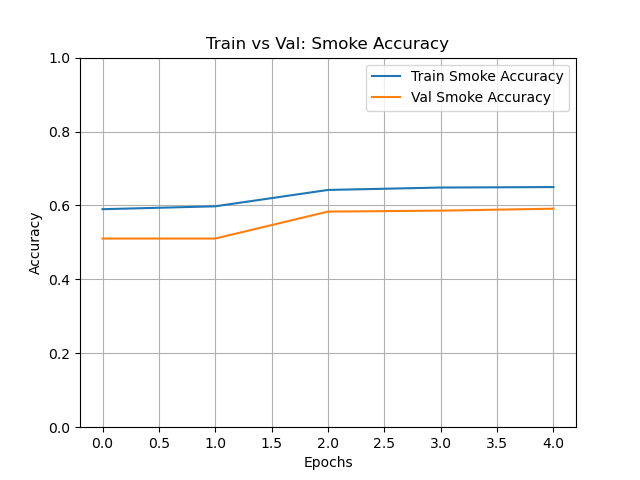 Train vs Val: Smoke Accuracy
Train Smoke Accuracy
Val Smoke Accuracy
1.0
0.8
0.6
0.4
0.2
0.0
Accuracy
0.0 0.5 1.0 1.5 2.0 2.5 3.0 3.5 4.0
Epochs